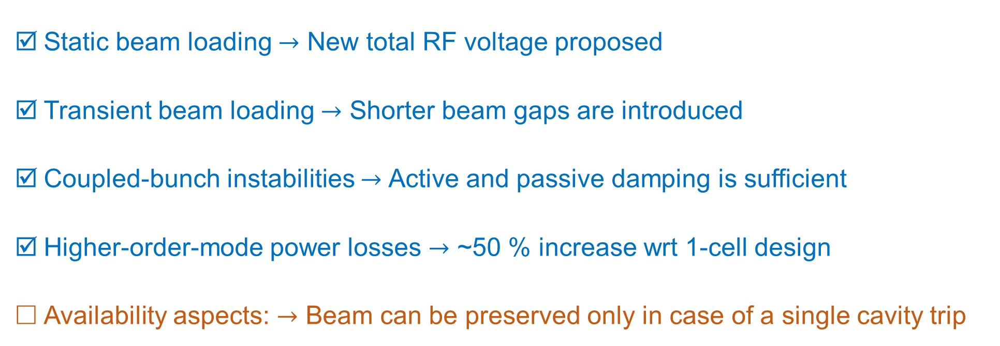 ☑ Static beam loading → New total RF voltage proposed
☑ Transient beam loading → Shorter beam gaps are introduced
☑ Coupled-bunch instabilities → Active and passive damping is sufficient
☑ Higher-order-mode power losses → ~50 % increase wrt 1-cell design
☐ Availability aspects: → Beam can be preserved only in case of a single cavity trip